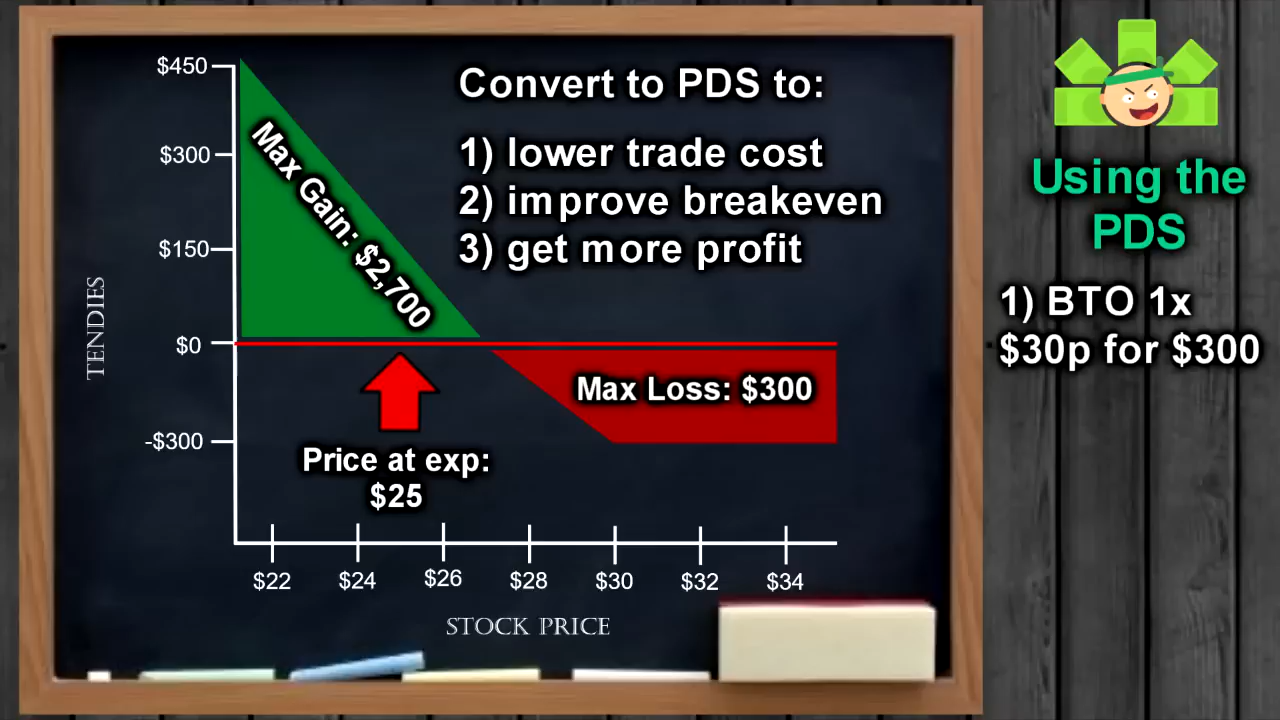 $450
$300
$150
$0
-$300
TENDIES
Max Gain: $2,700
Convert to PDS to:
1) lower trade cost
2) improve breakeven
3) get more profit
Max Loss: $300
Price at exp:
$25
$22
$24
$26
$28
$30
$32
$34
STOCK PRICE
Using the
PDS
1) BTO 1x
$30p for $300